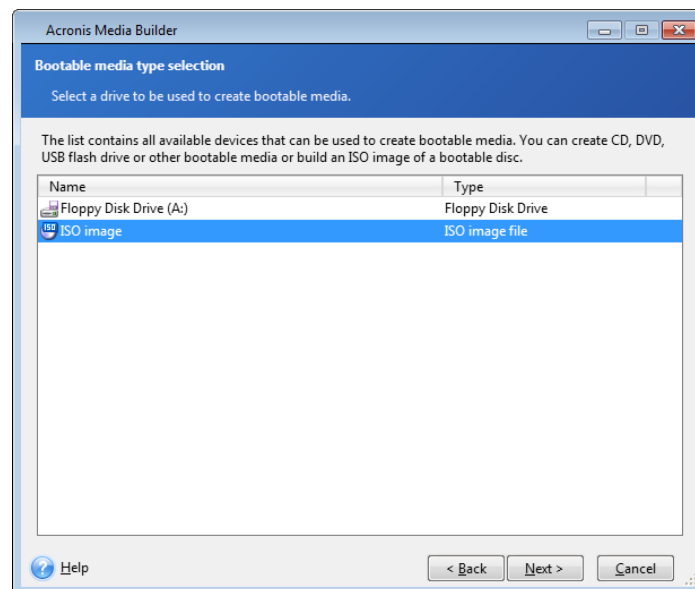 Acronis Media Builder
Bootable media type selection
Select a drive to be used to create bootable media.
The list contains all available devices that can be used to create bootable media. You can create CD, DVD,
USB flash drive or other bootable media or build an ISO image of a bootable disc.
Name Type
Floppy Disk Drive (A:) Floppy Disk Drive
ISO ISO image ISO image file
Help < Back Next > Cancel